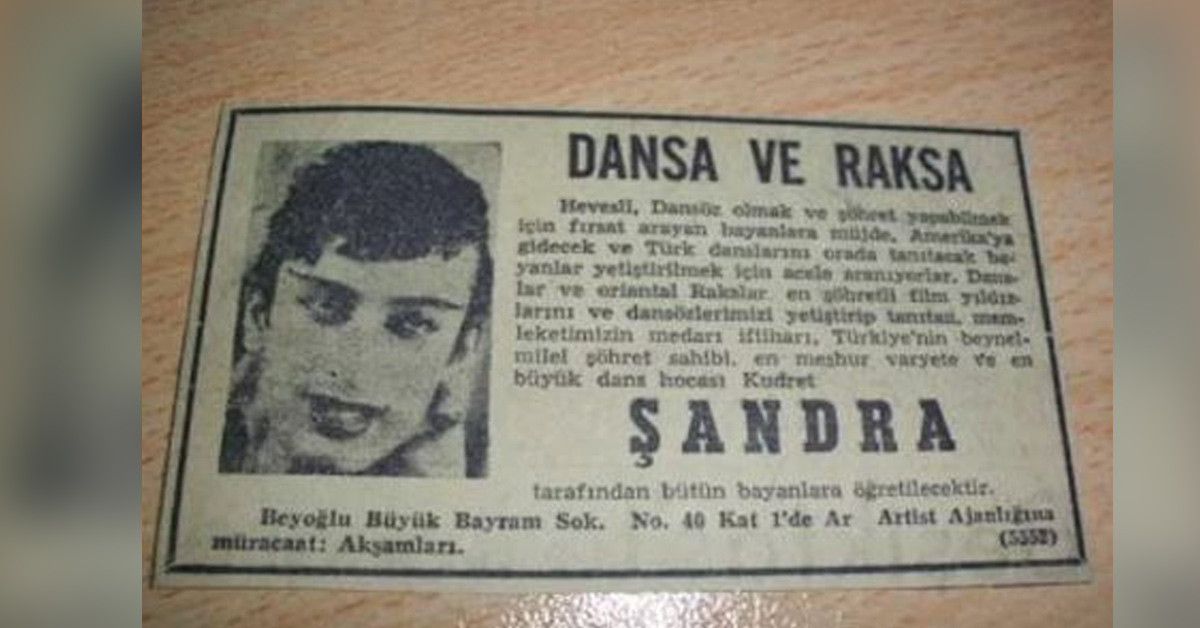 DANSA VE RAKSA
Hevesli, Dansöz olmak ve şöhret yapabilmek
için fırsat arayan bayanlara müjde. Amerika'ya
gidecek ve Türk danslarını orada tanıtacak ba-
yanlar yetiştirilmek için acele aranıyorlar. Dans-
lar ve oriantal Rakslar en şöhretli film yıldız-
larını ve dansözlerimizi yetiştirip tanıtan, mem-
leketimizin medarı iftiharı, Türkiye'nin beynel-
milel şöhret sahibi, en meshur varyete ve en
büyük dans hocası Kudret
ŞANDRA
tarafından bütün bayanlara öğretilecektir.
Beyoğlu Büyük Bayram Sok. No. 40 Kat 1'de Ar Artist Ajanlığına
müracaat: Akşamları.
(5552)